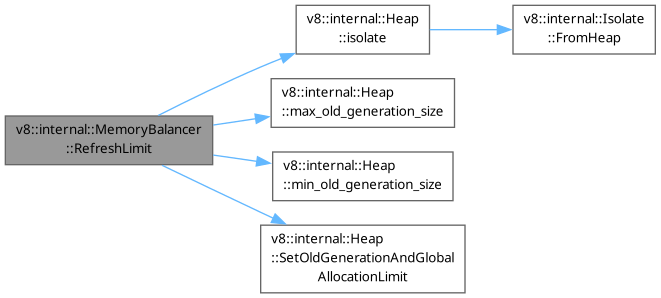 v8::internal::Heap
::isolate
v8::internal::Isolate
::FromHeap
v8::internal::Heap
::max_old_generation_size
v8::internal::MemoryBalancer
::RefreshLimit
v8::internal::Heap
::min_old_generation_size
v8::internal::Heap
::SetOldGenerationAndGlobal
AllocationLimit